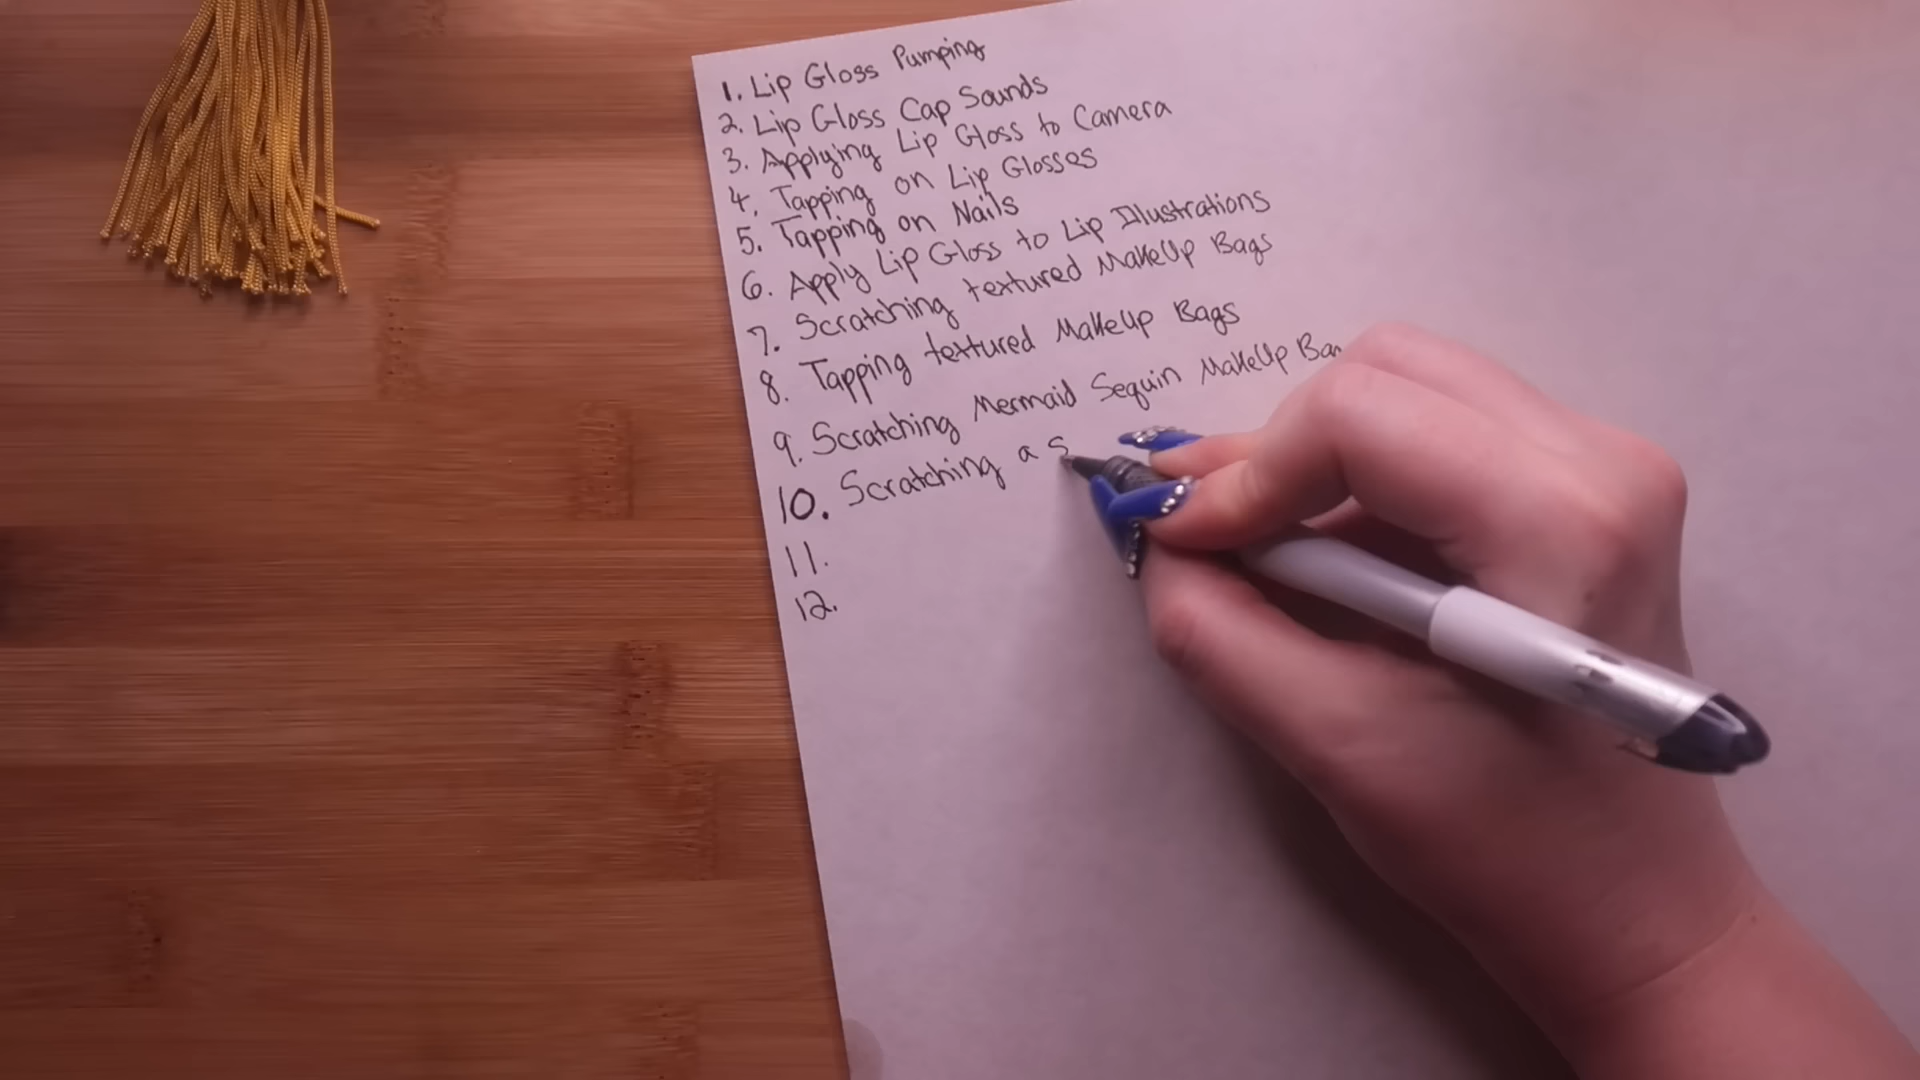 1. Lip Gloss Pumping
2. Lip Gloss Cap Sounds
3. Applying Lip Gloss to Camera
4. Tapping on Lip Glosses
5. Tapping on Nails
6. Apply Lip Gloss to Lip Illustrations
7. Scratching textured MakeUp Bags
8. Tapping textured MakeUp Bags
9. Scratching Mermaid Sequin MakeUp
10. Scratching a S
11.
12.